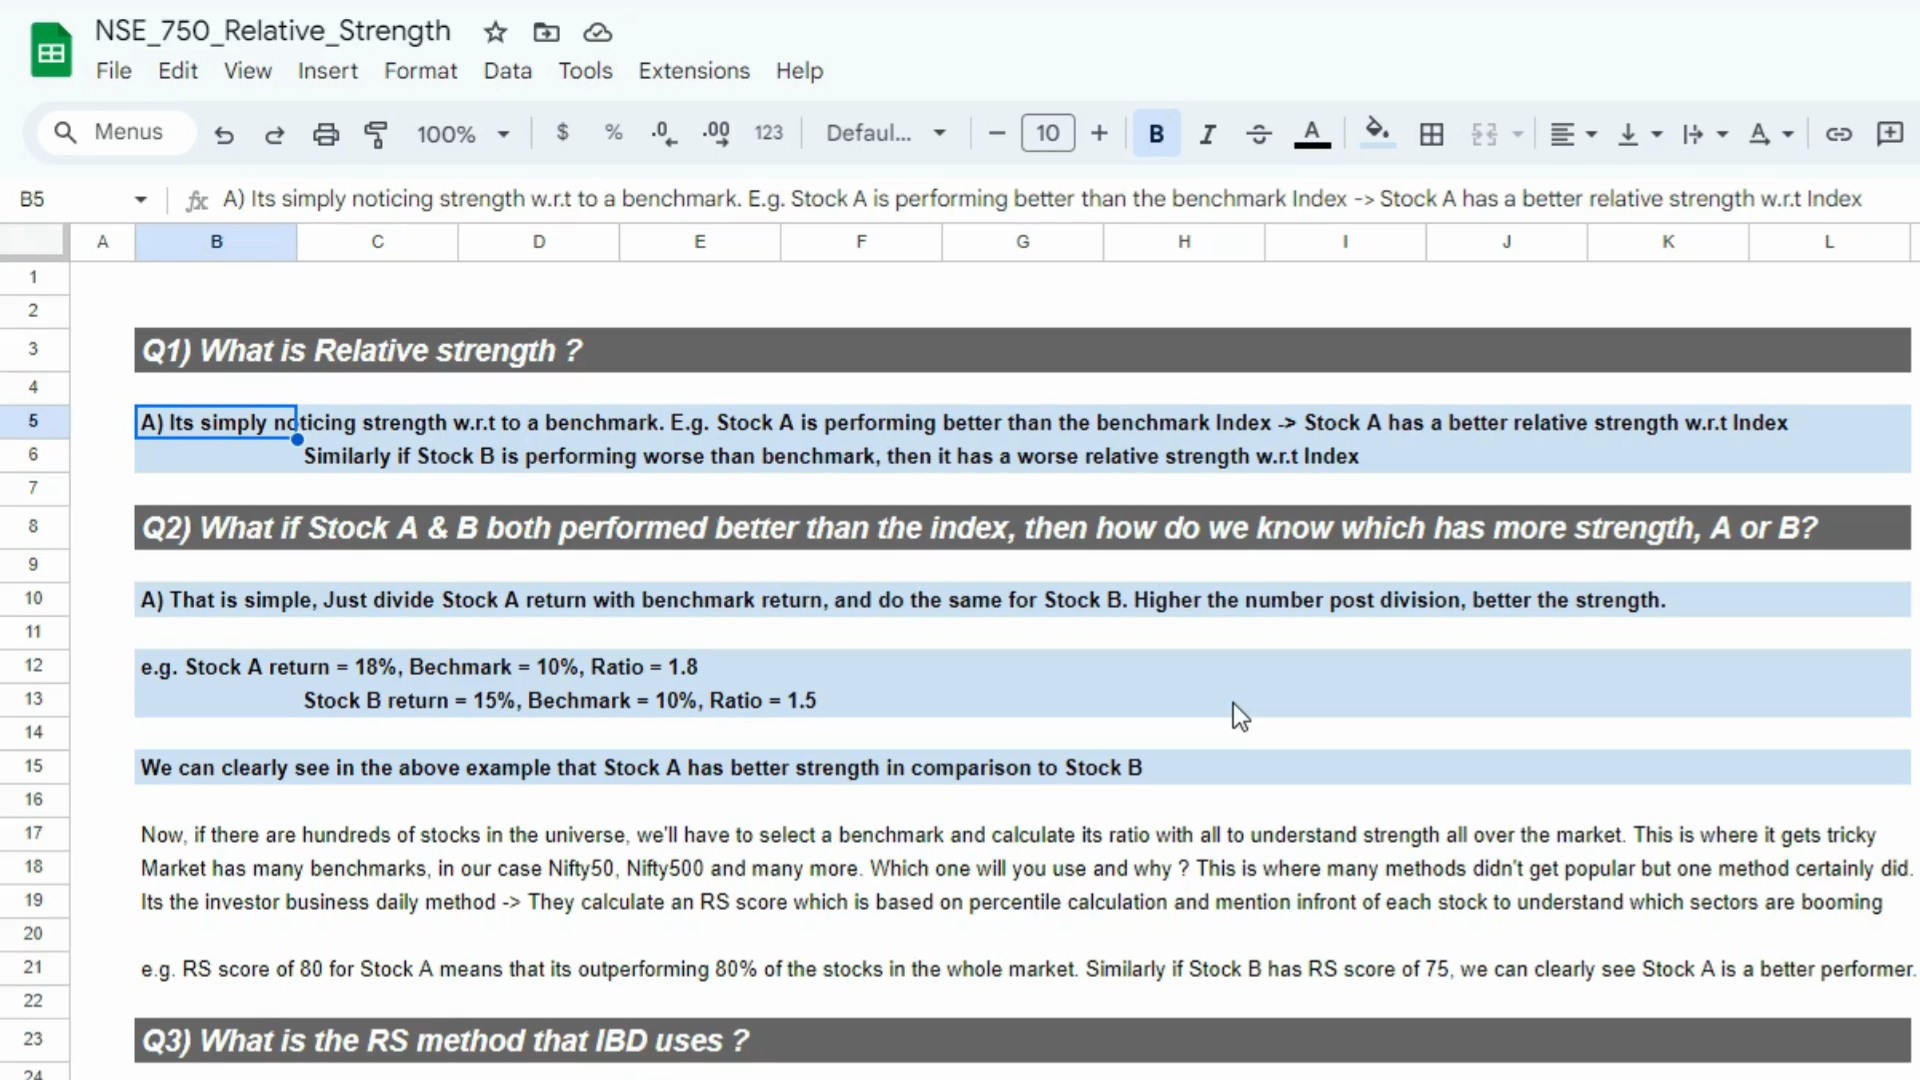 NSE_750_Relative_Strength
File Edit View Insert Format Data Tools Extensions Help
Menus 100% $ % .0 .00 123 Defaul... 10 B I A A
B5 fx A) Its simply noticing strength w.r.t to a benchmark. E.g. Stock A is performing better than the benchmark Index -> Stock A has a better relative strength w.r.t Index
A B C D E F G H I J K L
1
2
3 Q1) What is Relative strength ?
4
5 A) Its simply noticing strength w.r.t to a benchmark. E.g. Stock A is performing better than the benchmark Index -> Stock A has a better relative strength w.r.t Index
6 Similarly if Stock B is performing worse than benchmark, then it has a worse relative strength w.r.t Index
7
8 Q2) What if Stock A & B both performed better than the index, then how do we know which has more strength, A or B?
9
10 A) That is simple, Just divide Stock A return with benchmark return, and do the same for Stock B. Higher the number post division, better the strength.
11
12 e.g. Stock A return = 18%, Bechmark = 10%, Ratio = 1.8
13 Stock B return = 15%, Bechmark = 10%, Ratio = 1.5
14
15 We can clearly see in the above example that Stock A has better strength in comparison to Stock B
16
17 Now, if there are hundreds of stocks in the universe, we'll have to select a benchmark and calculate its ratio with all to understand strength all over the market. This is where it gets tricky
18 Market has many benchmarks, in our case Nifty50, Nifty500 and many more. Which one will you use and why ? This is where many methods didn't get popular but one method certainly did.
19 Its the investor business daily method -> They calculate an RS score which is based on percentile calculation and mention infront of each stock to understand which sectors are booming
20
21 e.g. RS score of 80 for Stock A means that its outperforming 80% of the stocks in the whole market. Similarly if Stock B has RS score of 75, we can clearly see Stock A is a better performer.
22
23 Q3) What is the RS method that IBD uses ?
24